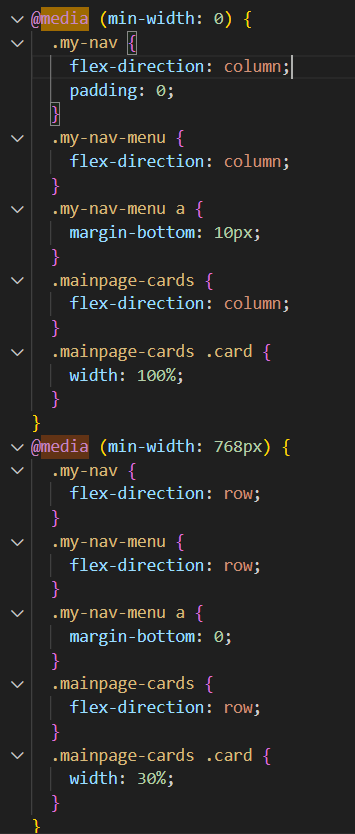 @media (min-width: 0) {
  .my-nav {
    flex-direction: column;
    padding: 0;
  }
  .my-nav-menu {
    flex-direction: column;
  }
  .my-nav-menu a {
    margin-bottom: 10px;
  }
  .mainpage-cards {
    flex-direction: column;
  }
  .mainpage-cards .card {
    width: 100%;
  }
}
@media (min-width: 768px) {
  .my-nav {
    flex-direction: row;
  }
  .my-nav-menu {
    flex-direction: row;
  }
  .my-nav-menu a {
    margin-bottom: 0;
  }
  .mainpage-cards {
    flex-direction: row;
  }
  .mainpage-cards .card {
    width: 30%;
  }
}